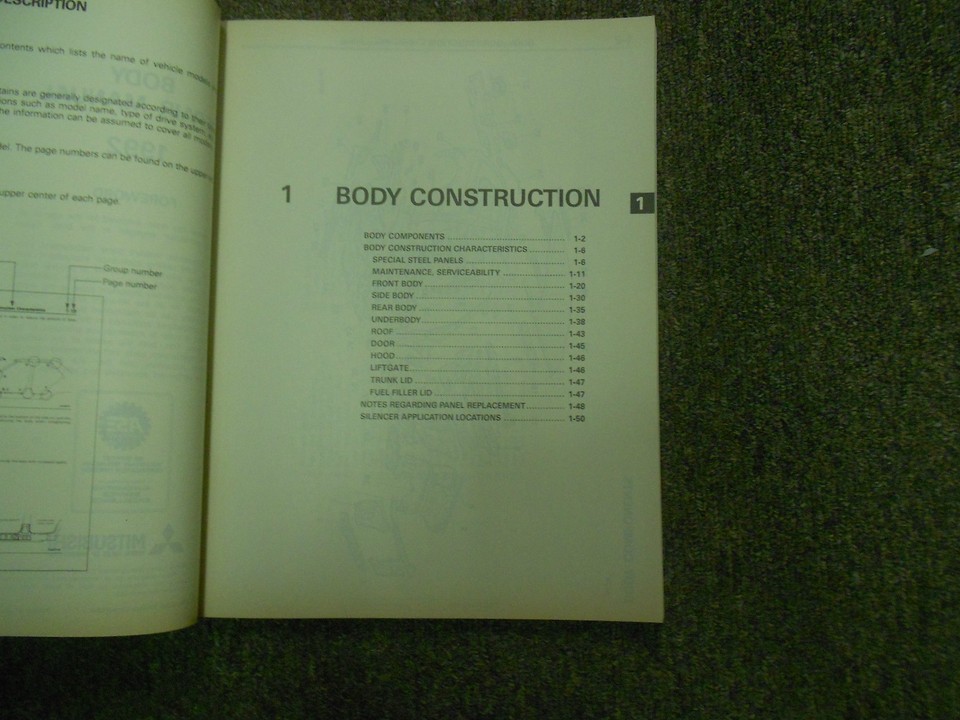 DESCRIPTION
contents which lists the name of vehicle models
are generally designated according to their
such as model name, type of drive system,
the information can be assumed to cover all models
The page numbers can be found on the upper
upper center of each page.
Group number
Page number
1 BODY CONSTRUCTION 1
BODY COMPONENTS 1-2
BODY CONSTRUCTION CHARACTERISTICS 1-6
SPECIAL STEEL PANELS 1-6
MAINTENANCE, SERVICEABILITY 1-11
FRONT BODY 1-20
SIDE BODY 1-30
REAR BODY 1-35
UNDERBODY 1-38
ROOF 1-43
DOOR 1-45
HOOD 1-46
LIFTGATE 1-46
TRUNK LID 1-47
FUEL FILLER LID 1-47
NOTES REGARDING PANEL REPLACEMENT 1-48
SILENCER APPLICATION LOCATIONS 1-50